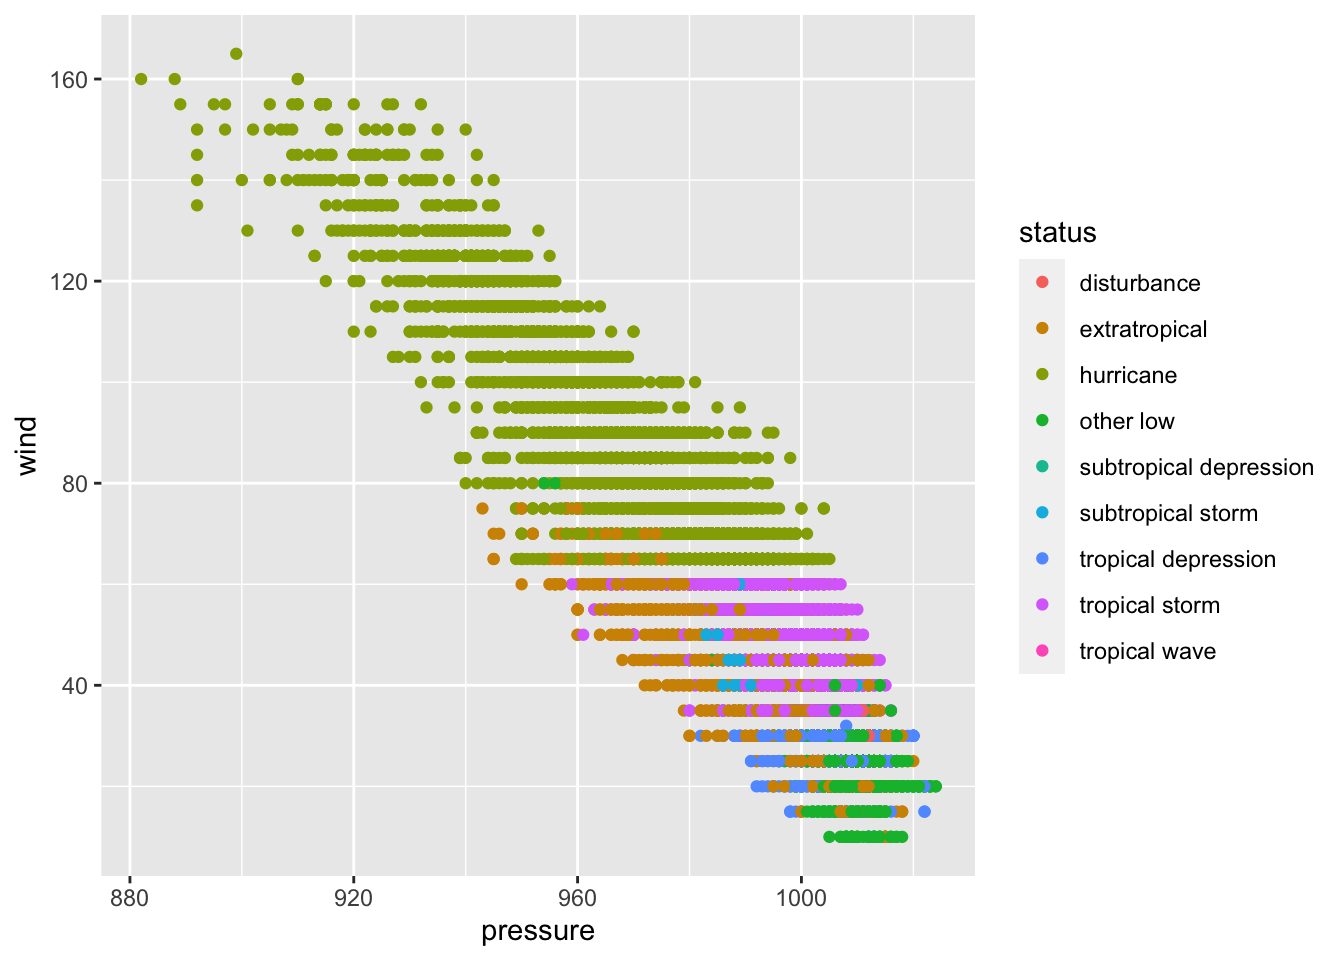 160
120
80
40
wind
880
920
960
1000
pressure
status
disturbance
extratropical
hurricane
other low
subtropical depression
subtropical storm
tropical depression
tropical storm
tropical wave